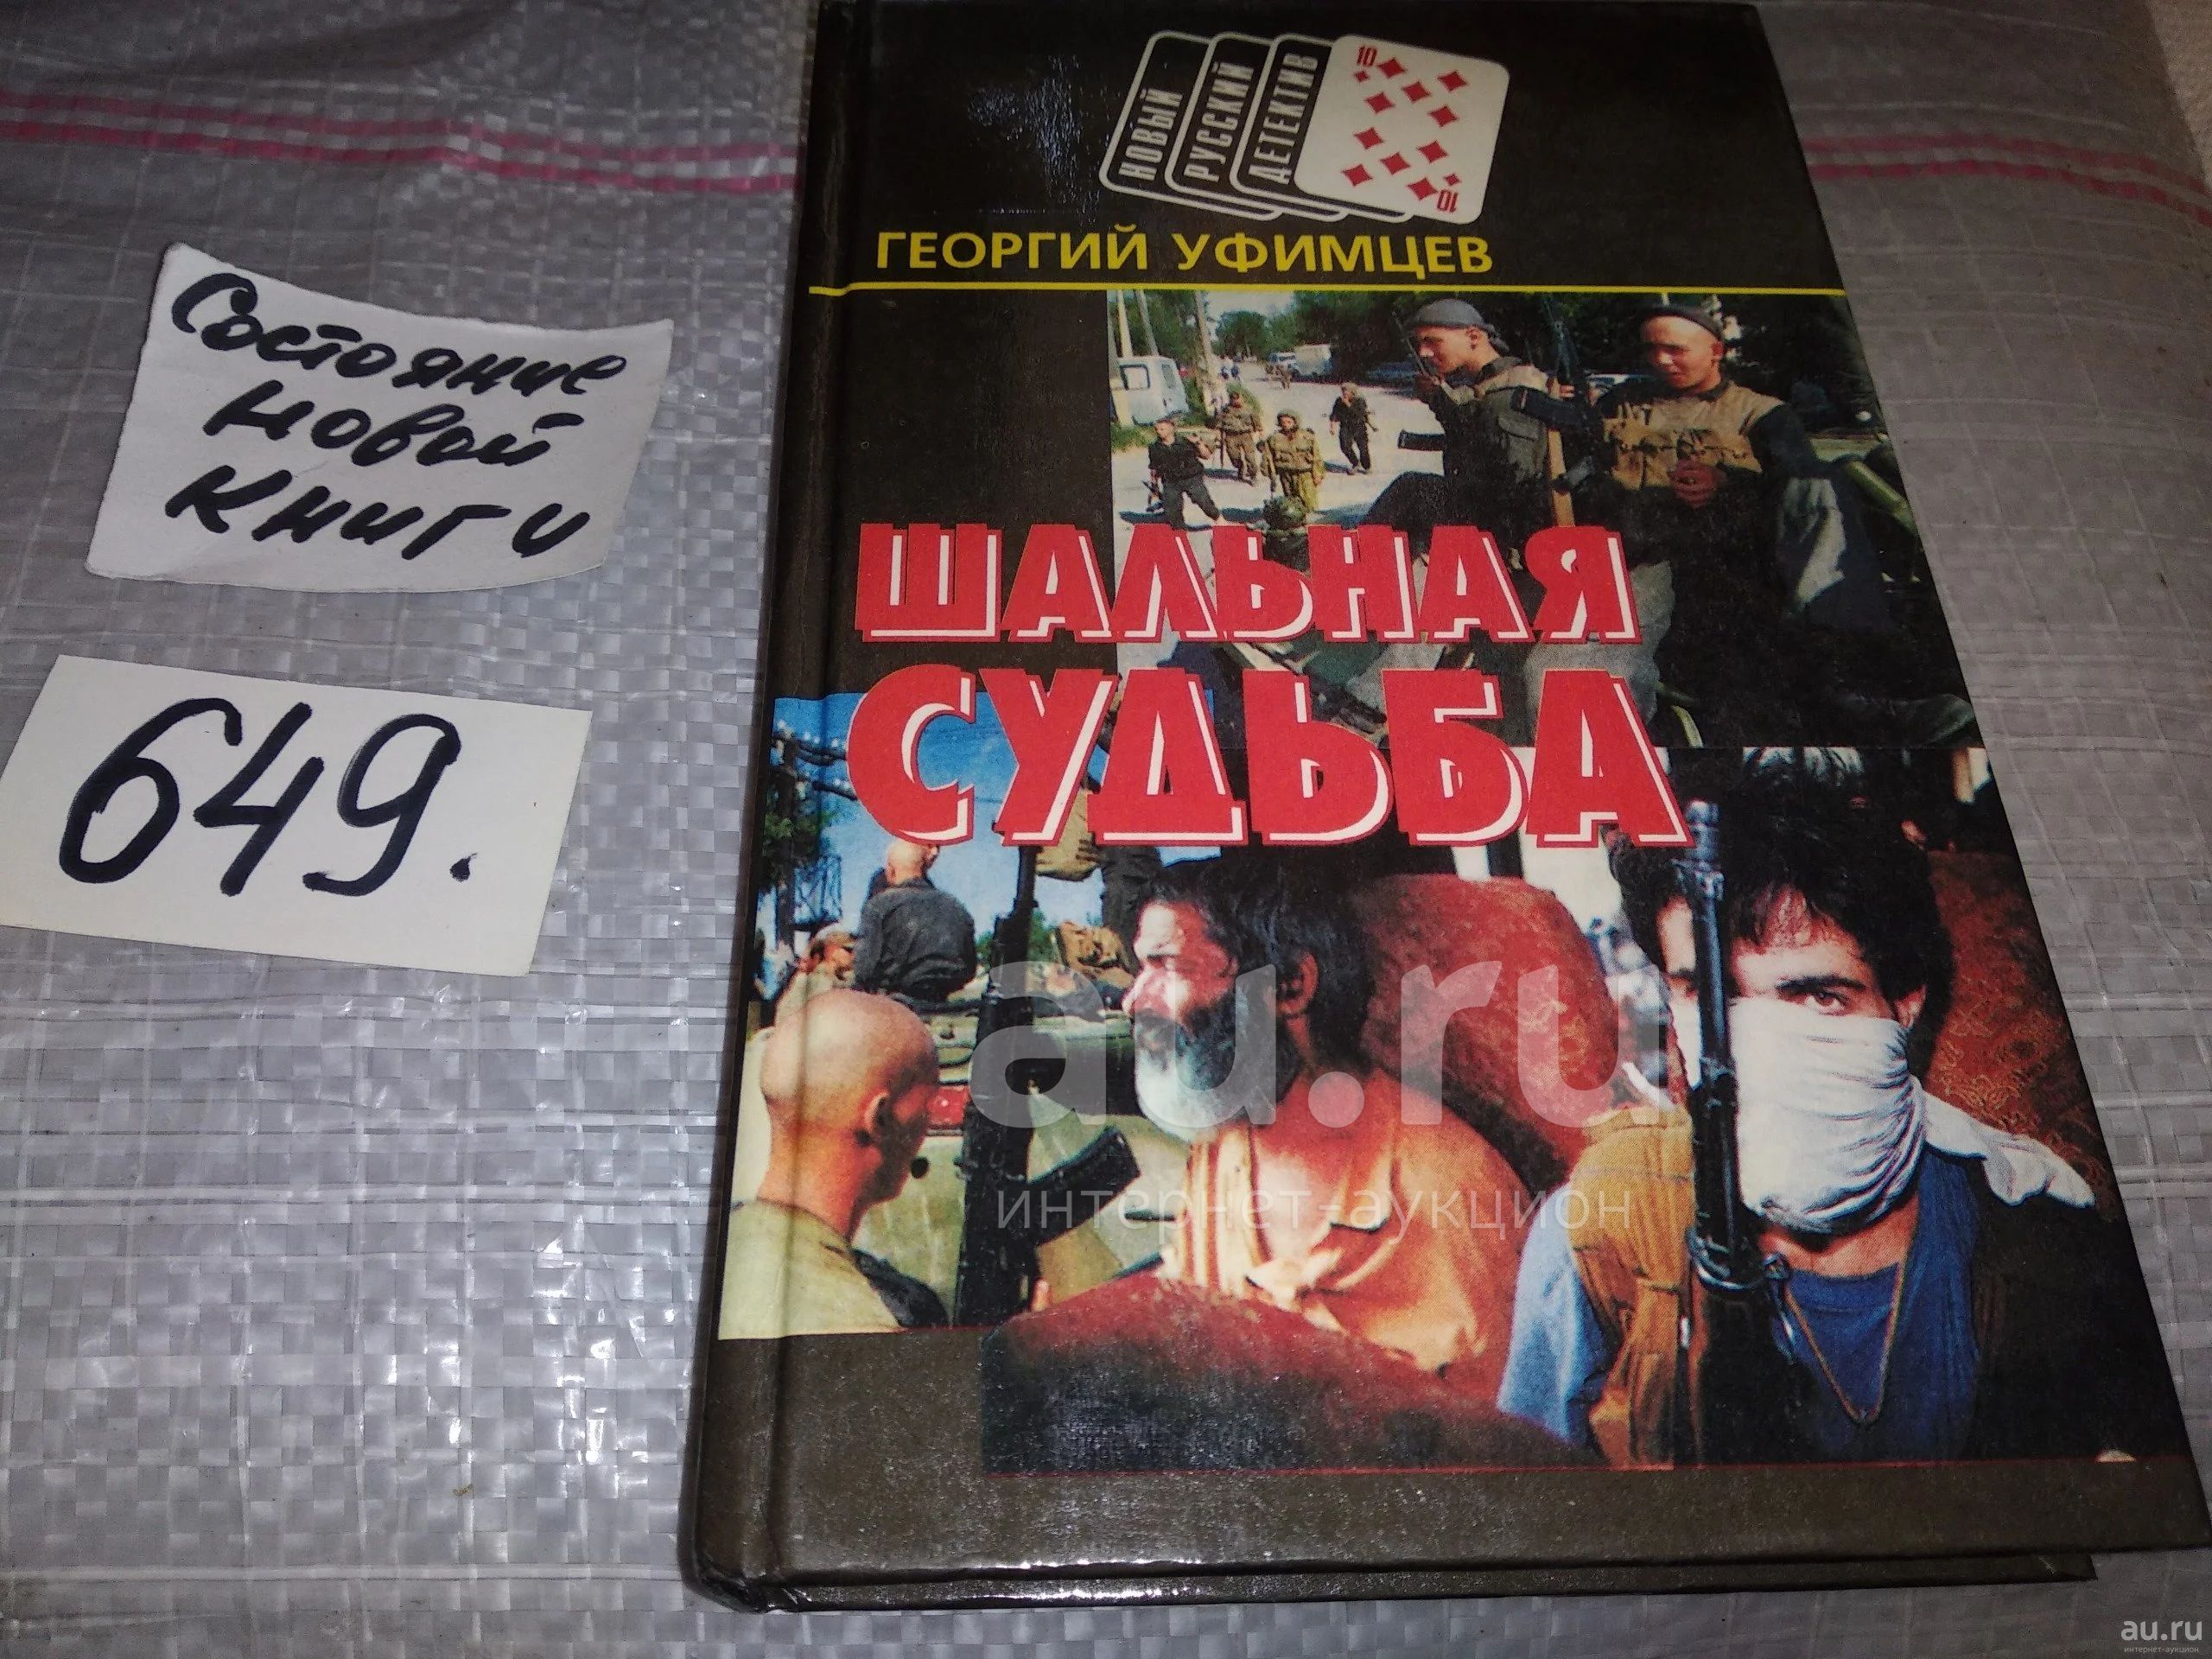 Состояние
новой
книги
649.
НОВЫЙ
РУССКИЙ
ДЕТЕКТИВ
10
10
ГЕОРГИЙ УФИМЦЕВ
ШАЛЬНАЯ
СУДЬБА
au.ru
интернет-аукцион
au.ru
интернет-аукцион